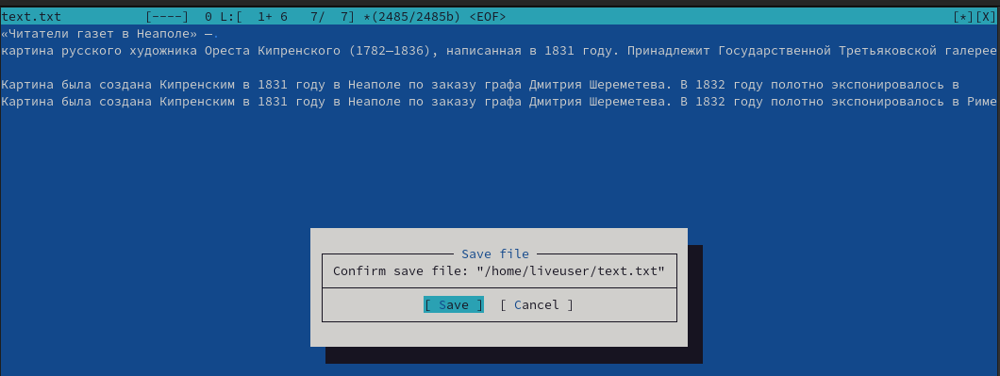 text.txt [----] 0 L:[ 1+ 6 7/ 7] *(2485/2485b) <EOF> [*][X]
«Читатели газет в Неаполе» —.
картина русского художника Ореста Кипренского (1782—1836), написанная в 1831 году. Принадлежит Государственной Третьяковской галерее
Картина была создана Кипренским в 1831 году в Неаполе по заказу графа Дмитрия Шереметева. В 1832 году полотно экспонировалось в
Картина была создана Кипренским в 1831 году в Неаполе по заказу графа Дмитрия Шереметева. В 1832 году полотно экспонировалось в Риме
Save file
Confirm save file: "/home/liveuser/text.txt"
[ Save ] [ Cancel ]